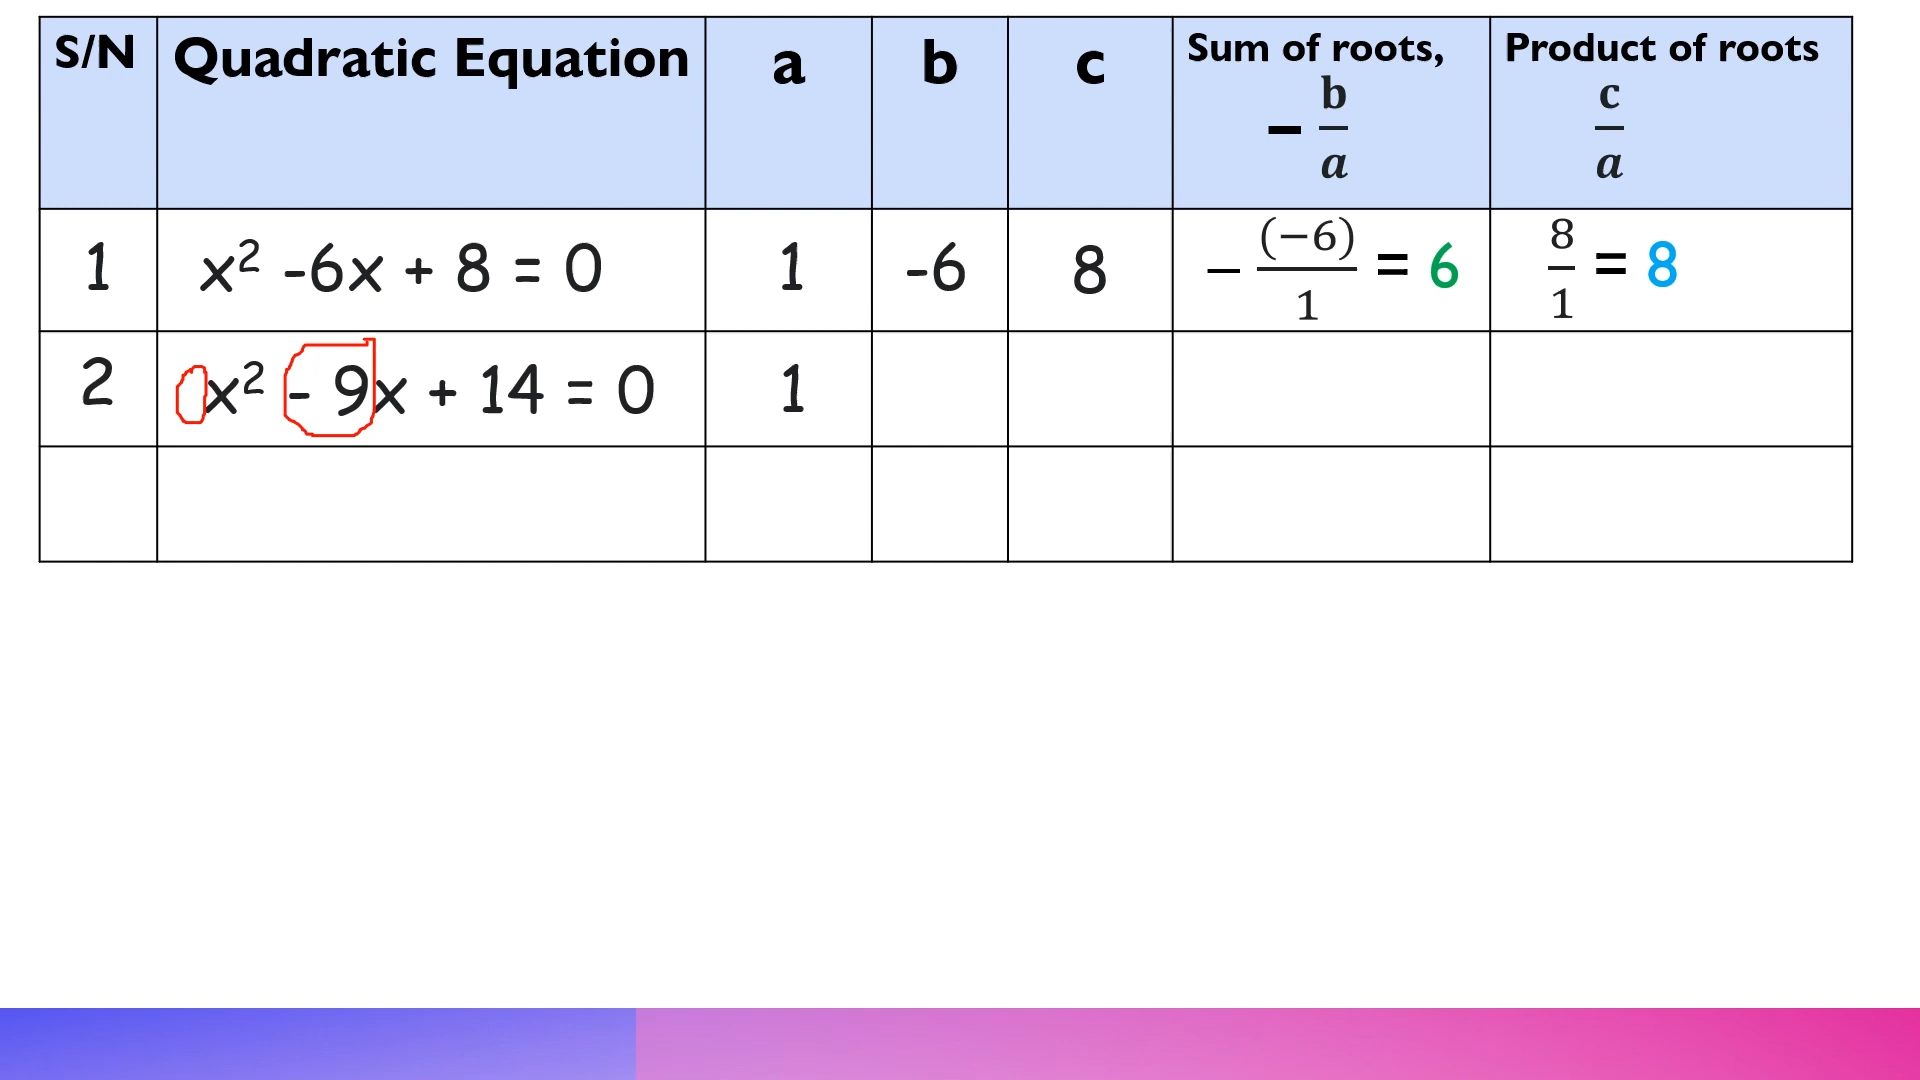 S/N Quadratic Equation a b c Sum of roots, − b/a Product of roots c/a
1 x² -6x + 8 = 0 1 -6 8 − (−6)/1 = 6 8/1 = 8
2 x² - 9x + 14 = 0 1